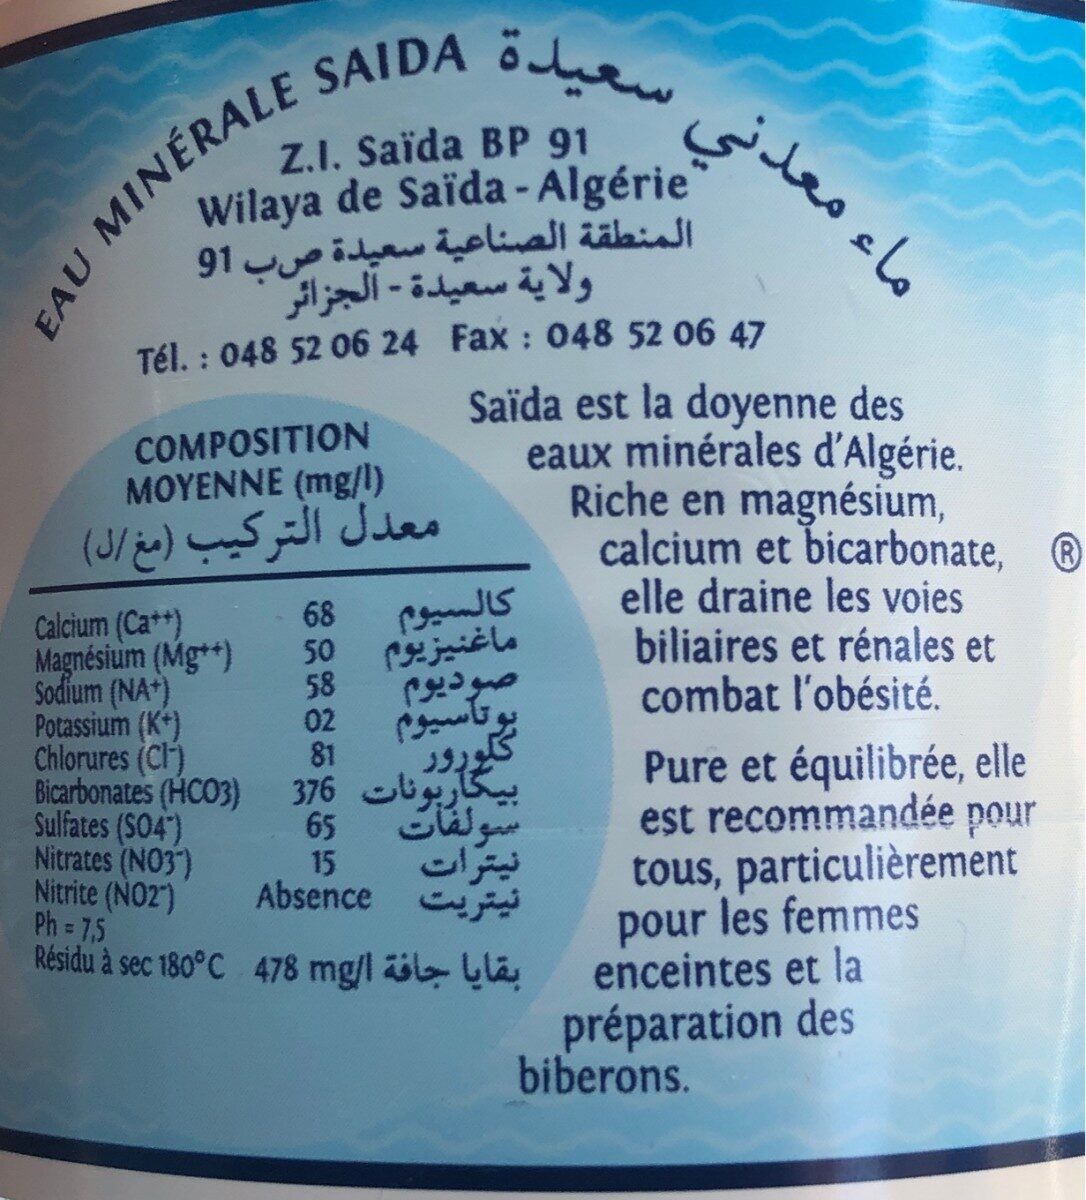 EAU MINÉRALE SAIDA ماء معدني سعيدة
Z.I. Saïda BP 91
Wilaya de Saïda - Algérie
المنطقة الصناعية سعيدة ص ب 91
ولاية سعيدة - الجزائر
Tél. : 048 52 06 24 Fax : 048 52 06 47
COMPOSITION
MOYENNE (mg/l)
معدل التركيب (مغ/ل)
Calcium (Ca⁺⁺) 68 كالسيوم
Magnésium (Mg⁺⁺) 50 ماغنيزيوم
Sodium (NA⁺) 58 صوديوم
Potassium (K⁺) 02 بوتاسيوم
Chlorures (Cl⁻) 81 كلورور
Bicarbonates (HCO3) 376 بيكاربونات
Sulfates (SO4⁻) 65 سولفات
Nitrates (NO3⁻) 15 نيترات
Nitrite (NO2⁻) Absence نيتريت
Ph = 7,5
Résidu à sec 180°C 478 mg/l بقايا جافة
Saïda est la doyenne des
eaux minérales d'Algérie.
Riche en magnésium,
calcium et bicarbonate,
elle draine les voies
biliaires et rénales et
combat l'obésité.
Pure et équilibrée, elle
est recommandée pour
tous, particulièrement
pour les femmes
enceintes et la
préparation des
biberons.
®